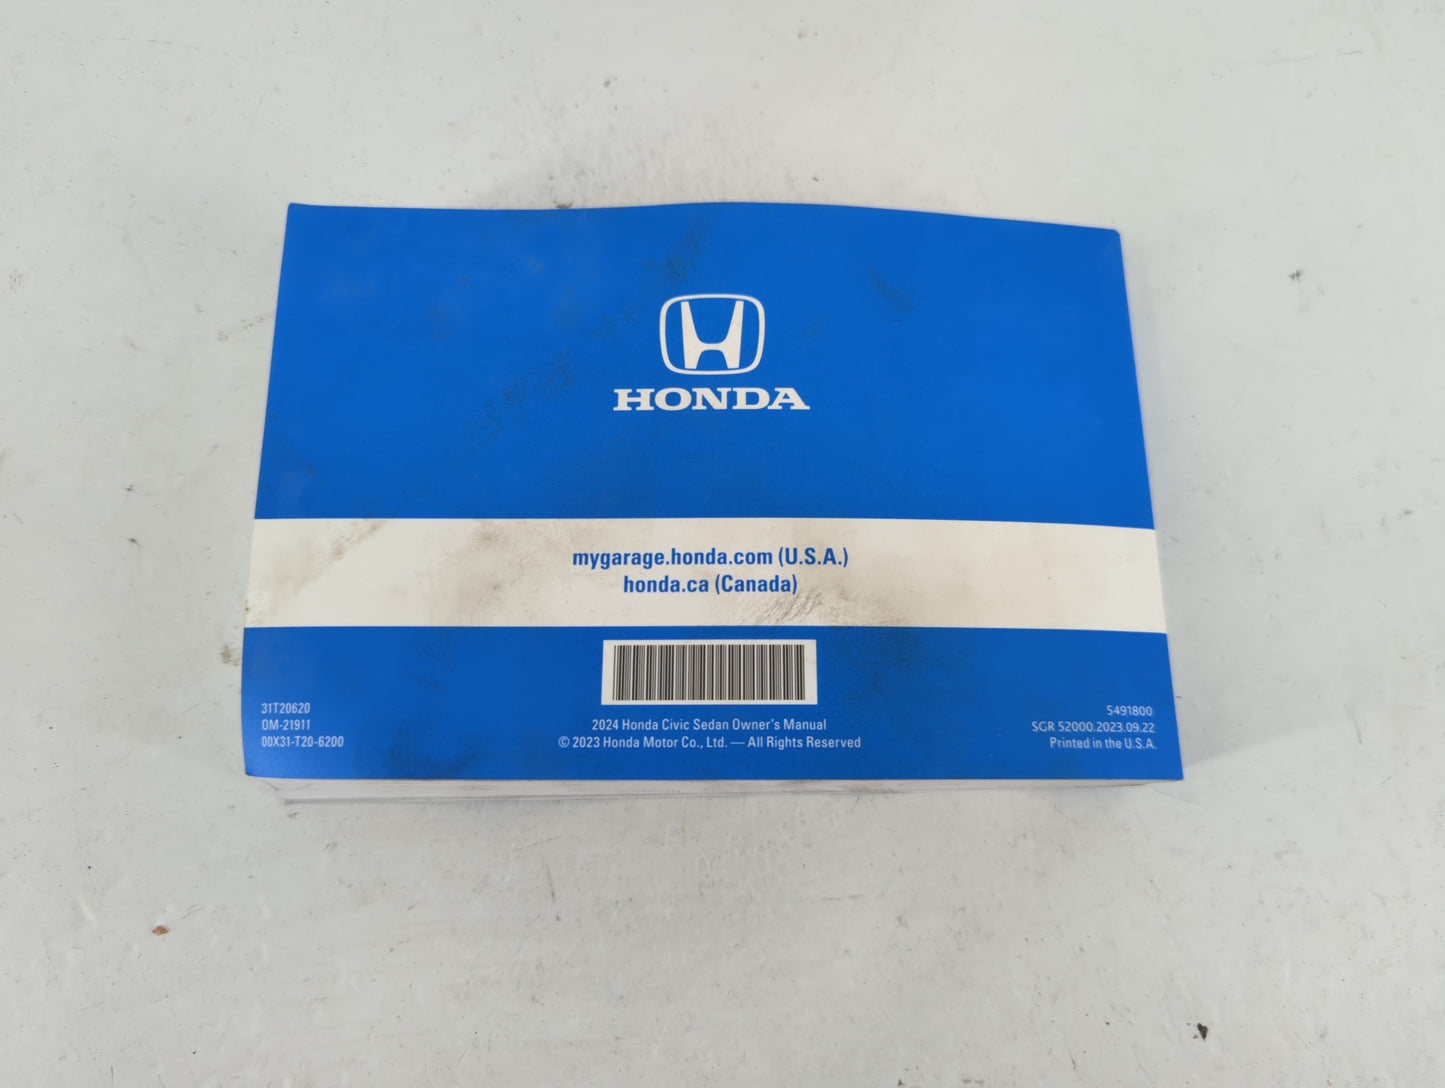 HONDA
mygarage.honda.com (U.S.A.)
honda.ca (Canada)
31T20620
OM-21911
00X31-T20-6200
2024 Honda Civic Sedan Owner's Manual
© 2023 Honda Motor Co., Ltd. — All Rights Reserved
5491800
SGR 52000.2023.09.22
Printed in the U.S.A.